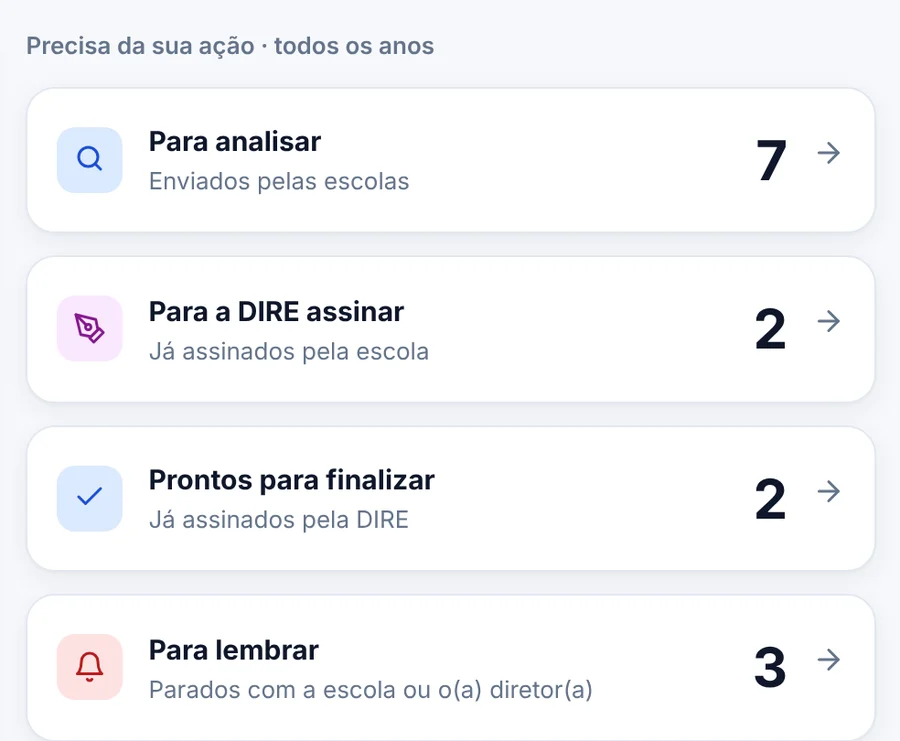 Precisa da sua ação · todos os anos
Para analisar
Enviados pelas escolas
7
Para a DIRE assinar
Já assinados pela escola
2
Prontos para finalizar
Já assinados pela DIRE
2
Para lembrar
Parados com a escola ou o(a) diretor(a)
3